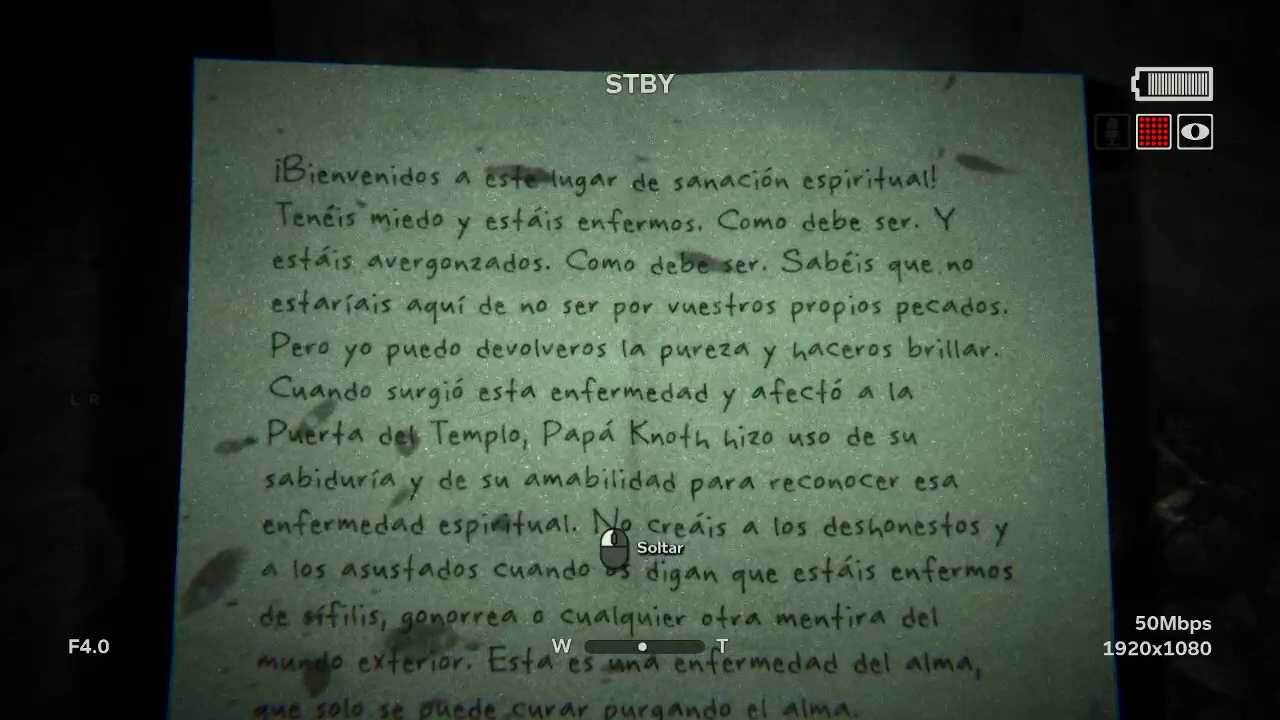 STBY
¡Bienvenidos a este lugar de sanación espiritual!
Tenéis miedo y estáis enfermos. Como debe ser. Y
estáis avergonzados. Como debe ser. Sabéis que no
estaríais aquí de no ser por vuestros propios pecados.
Pero yo puedo devolveros la pureza y haceros brillar.
Cuando surgió esta enfermedad y afectó a la
L R
Puerta del Templo, Papá Knoth hizo uso de su
sabiduría y de su amabilidad para reconocer esa
enfermedad espiritual. No creáis a los deshonestos y
Soltar
a los asustados cuando os digan que estáis enfermos
de sífilis, gonorrea o cualquier otra mentira del
50Mbps
F4.0
W T
1920x1080
mundo exterior. Esta es una enfermedad del alma,
que solo se puede curar purgando el alma.